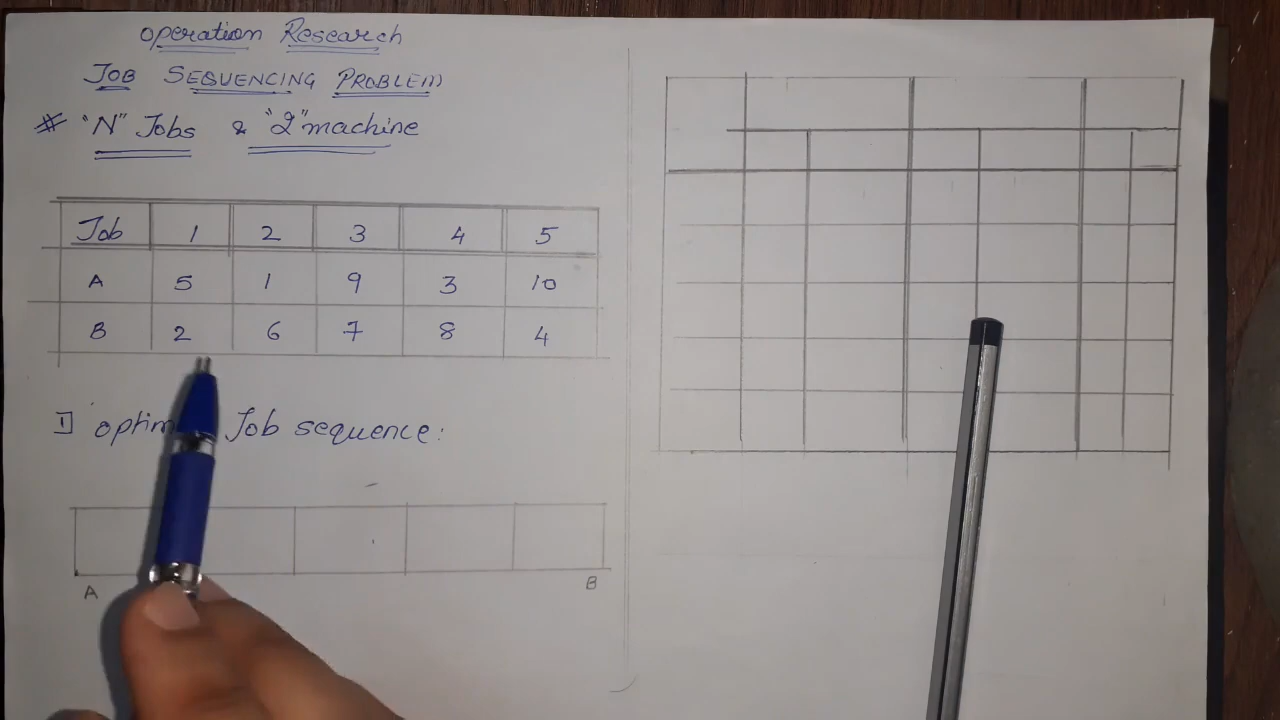 operation Research
JOB SEQUENCING PROBLEM
# "N" Jobs & "2" machine
Job 1 2 3 4 5
A 5 1 9 3 10
B 2 6 7 8 4
1] Job sequence:
A B